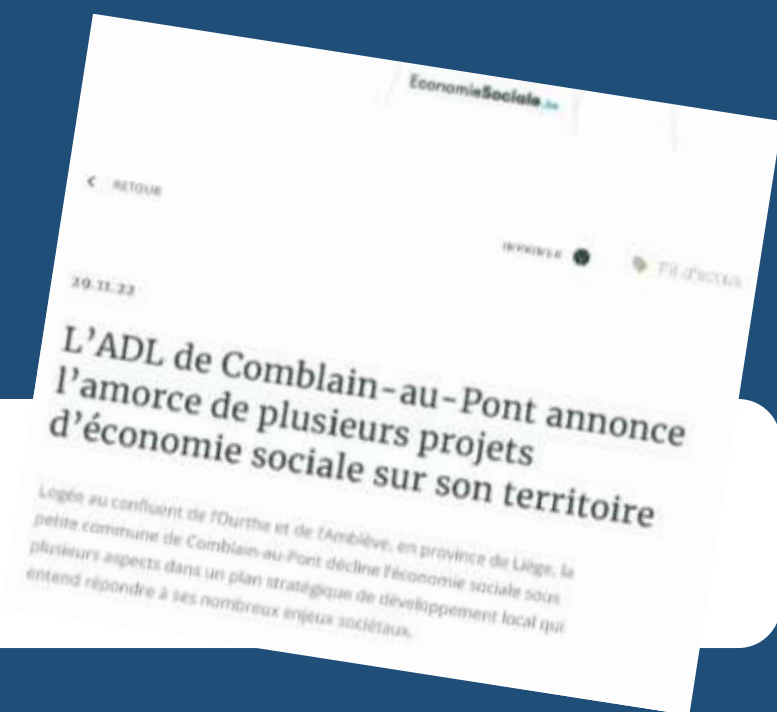 EconomieSociale.be
RETOUR
IMPRIMER
Fil d'actus
29.11.22
L'ADL de Comblain-au-Pont annonce
l'amorce de plusieurs projets
d'économie sociale sur son territoire
Logée au confluent de l'Ourthe et de l'Amblève, en province de Liège, la
petite commune de Comblain-au-Pont décline l'économie sociale sous
plusieurs aspects dans un plan stratégique de développement local qui
entend répondre à ses nombreux enjeux sociétaux.